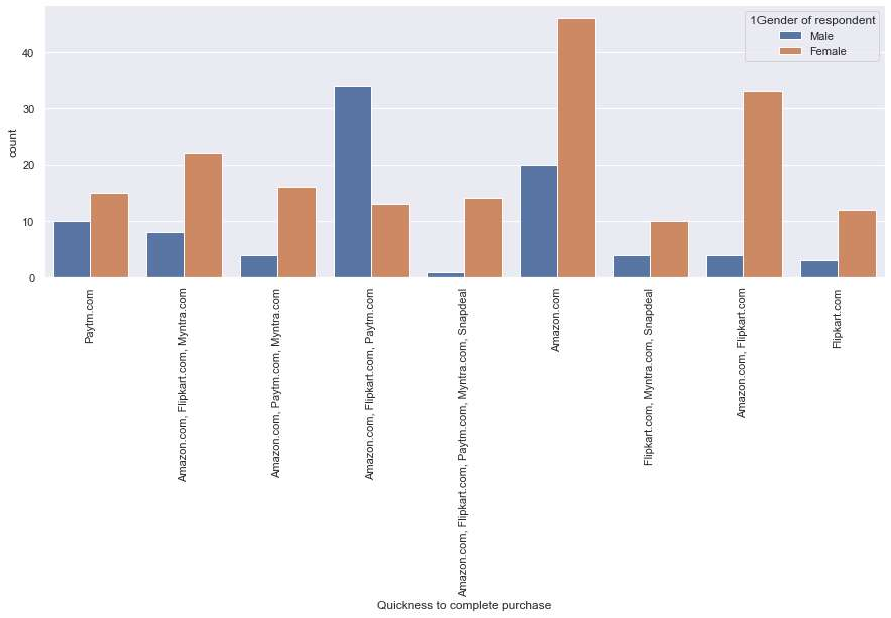 1Gender of respondent
Male
Female
40
30
20
10
0
count
Paytm.com
Amazon.com, Flipkart.com, Myntra.com
Amazon.com, Paytm.com, Myntra.com
Amazon.com, Flipkart.com, Paytm.com
Amazon.com, Flipkart.com, Paytm.com, Myntra.com, Snapdeal
Amazon.com
Flipkart.com, Myntra.com, Snapdeal
Amazon.com, Flipkart.com
Flipkart.com
Quickness to complete purchase